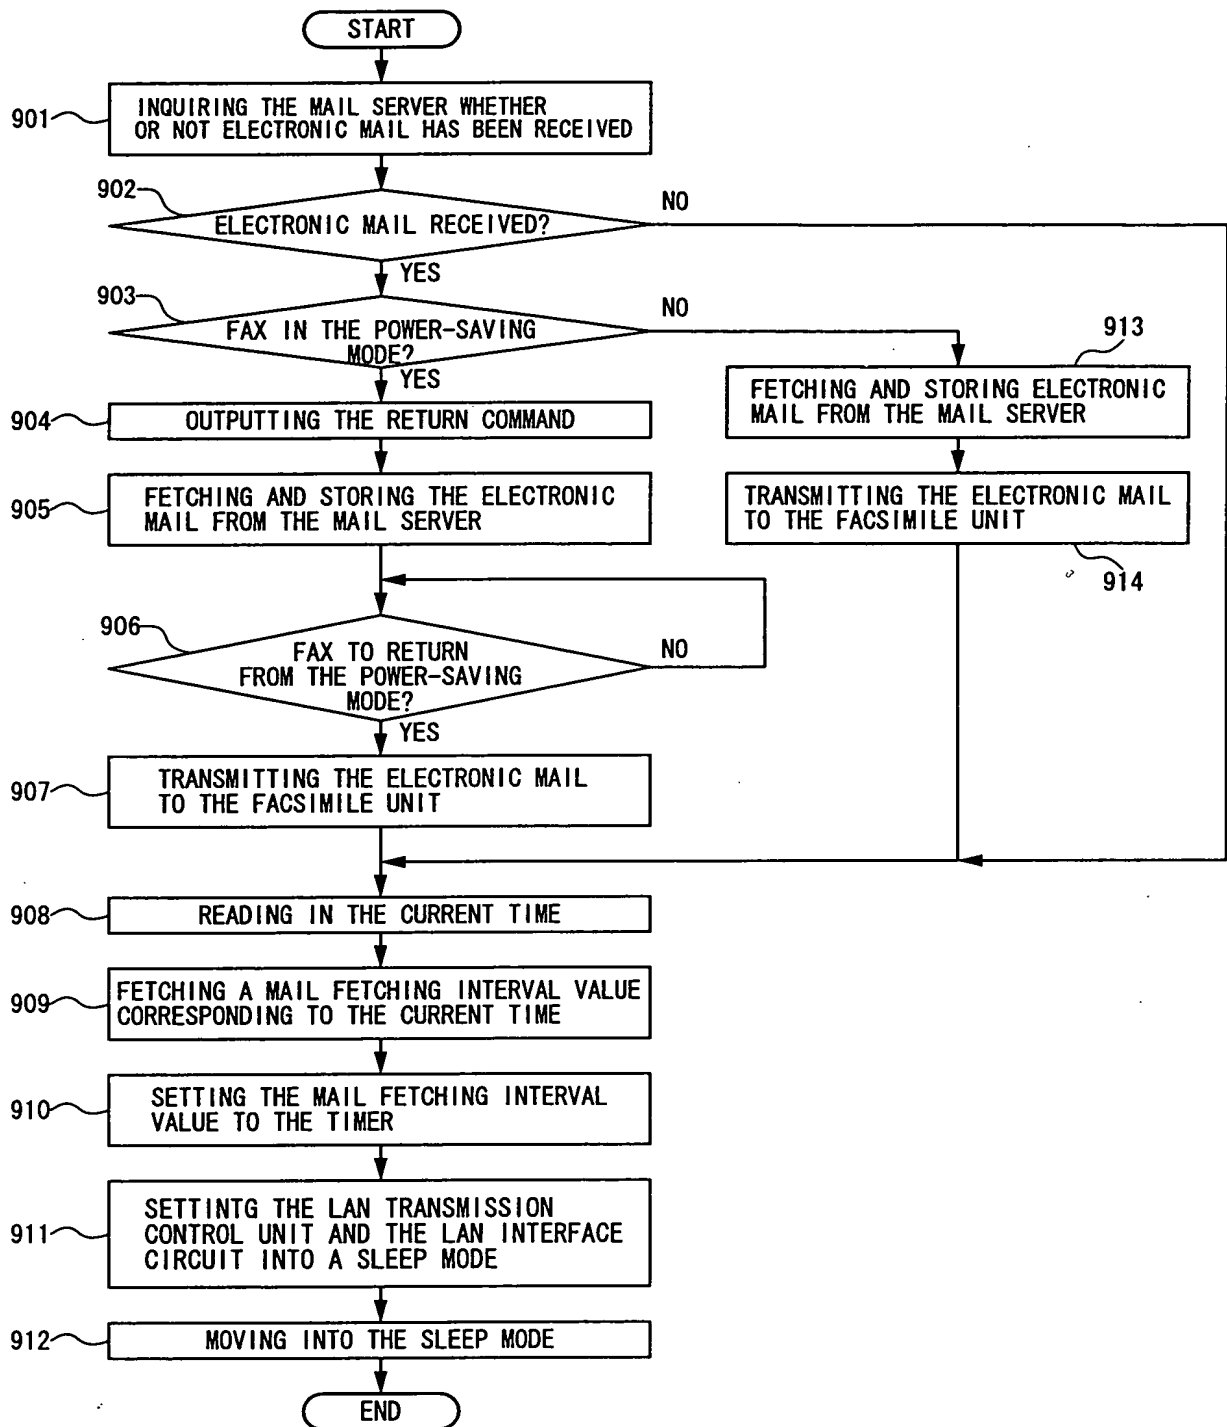 START
901
INQUIRING THE MAIL SERVER WHETHER
OR NOT ELECTRONIC MAIL HAS BEEN RECEIVED
902
ELECTRONIC MAIL RECEIVED?
NO
YES
903
FAX IN THE POWER-SAVING
MODE?
NO
YES
913
FETCHING AND STORING ELECTRONIC
MAIL FROM THE MAIL SERVER
904
OUTPUTTING THE RETURN COMMAND
905
FETCHING AND STORING THE ELECTRONIC
MAIL FROM THE MAIL SERVER
TRANSMITTING THE ELECTRONIC MAIL
TO THE FACSIMILE UNIT
914
906
FAX TO RETURN
FROM THE POWER-SAVING
MODE?
NO
YES
907
TRANSMITTING THE ELECTRONIC MAIL
TO THE FACSIMILE UNIT
908
READING IN THE CURRENT TIME
909
FETCHING A MAIL FETCHING INTERVAL VALUE
CORRESPONDING TO THE CURRENT TIME
910
SETTING THE MAIL FETCHING INTERVAL
VALUE TO THE TIMER
911
SETTINTG THE LAN TRANSMISSION
CONTROL UNIT AND THE LAN INTERFACE
CIRCUIT INTO A SLEEP MODE
912
MOVING INTO THE SLEEP MODE
END